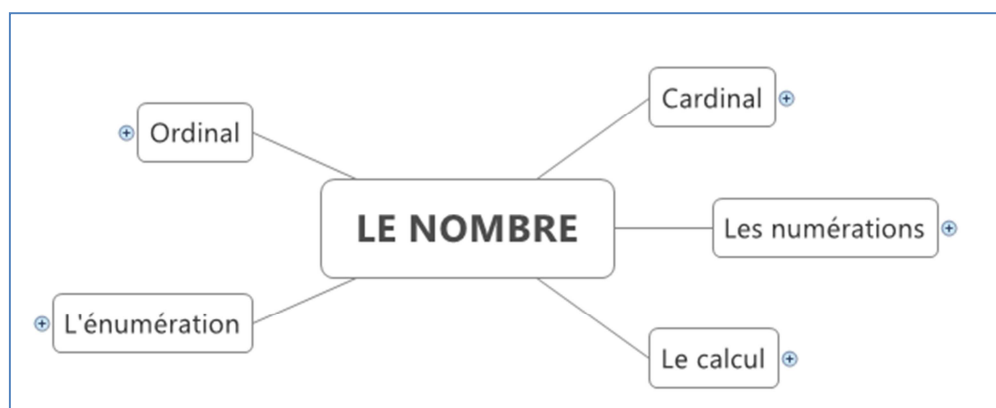 Cardinal
Ordinal
LE NOMBRE
Les numérations
L'énumération
Le calcul